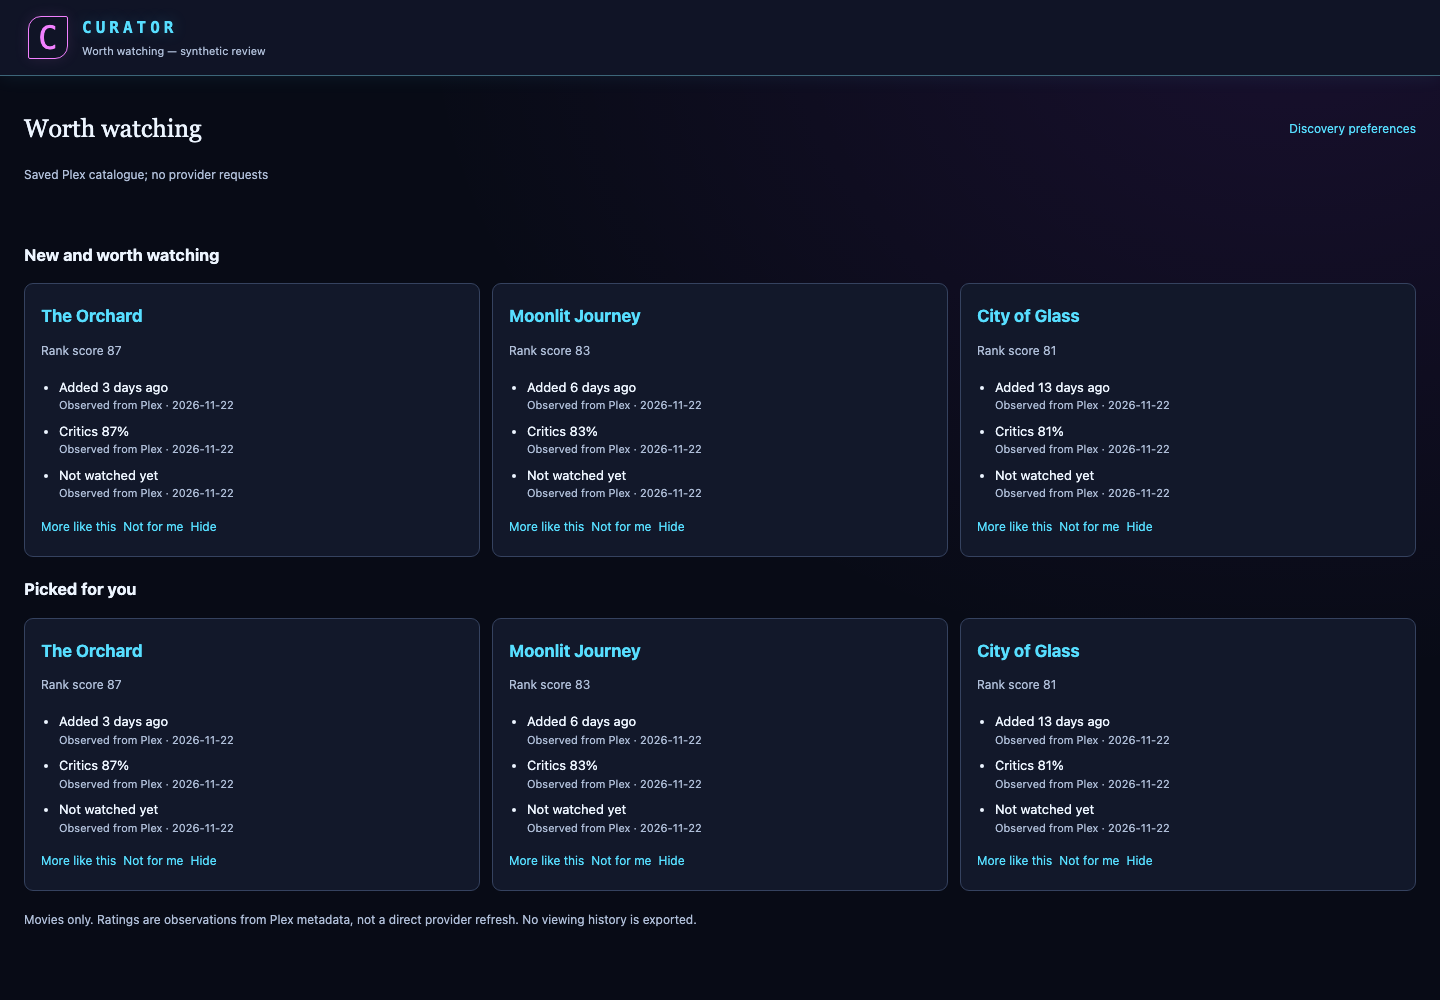 C
CURATOR
Worth watching — synthetic review
Worth watching
Discovery preferences
Saved Plex catalogue; no provider requests
New and worth watching
The Orchard
Rank score 87
• Added 3 days ago
Observed from Plex · 2026-11-22
• Critics 87%
Observed from Plex · 2026-11-22
• Not watched yet
Observed from Plex · 2026-11-22
More like this Not for me Hide
Moonlit Journey
Rank score 83
• Added 6 days ago
Observed from Plex · 2026-11-22
• Critics 83%
Observed from Plex · 2026-11-22
• Not watched yet
Observed from Plex · 2026-11-22
More like this Not for me Hide
City of Glass
Rank score 81
• Added 13 days ago
Observed from Plex · 2026-11-22
• Critics 81%
Observed from Plex · 2026-11-22
• Not watched yet
Observed from Plex · 2026-11-22
More like this Not for me Hide
Picked for you
The Orchard
Rank score 87
• Added 3 days ago
Observed from Plex · 2026-11-22
• Critics 87%
Observed from Plex · 2026-11-22
• Not watched yet
Observed from Plex · 2026-11-22
More like this Not for me Hide
Moonlit Journey
Rank score 83
• Added 6 days ago
Observed from Plex · 2026-11-22
• Critics 83%
Observed from Plex · 2026-11-22
• Not watched yet
Observed from Plex · 2026-11-22
More like this Not for me Hide
City of Glass
Rank score 81
• Added 13 days ago
Observed from Plex · 2026-11-22
• Critics 81%
Observed from Plex · 2026-11-22
• Not watched yet
Observed from Plex · 2026-11-22
More like this Not for me Hide
Movies only. Ratings are observations from Plex metadata, not a direct provider refresh. No viewing history is exported.